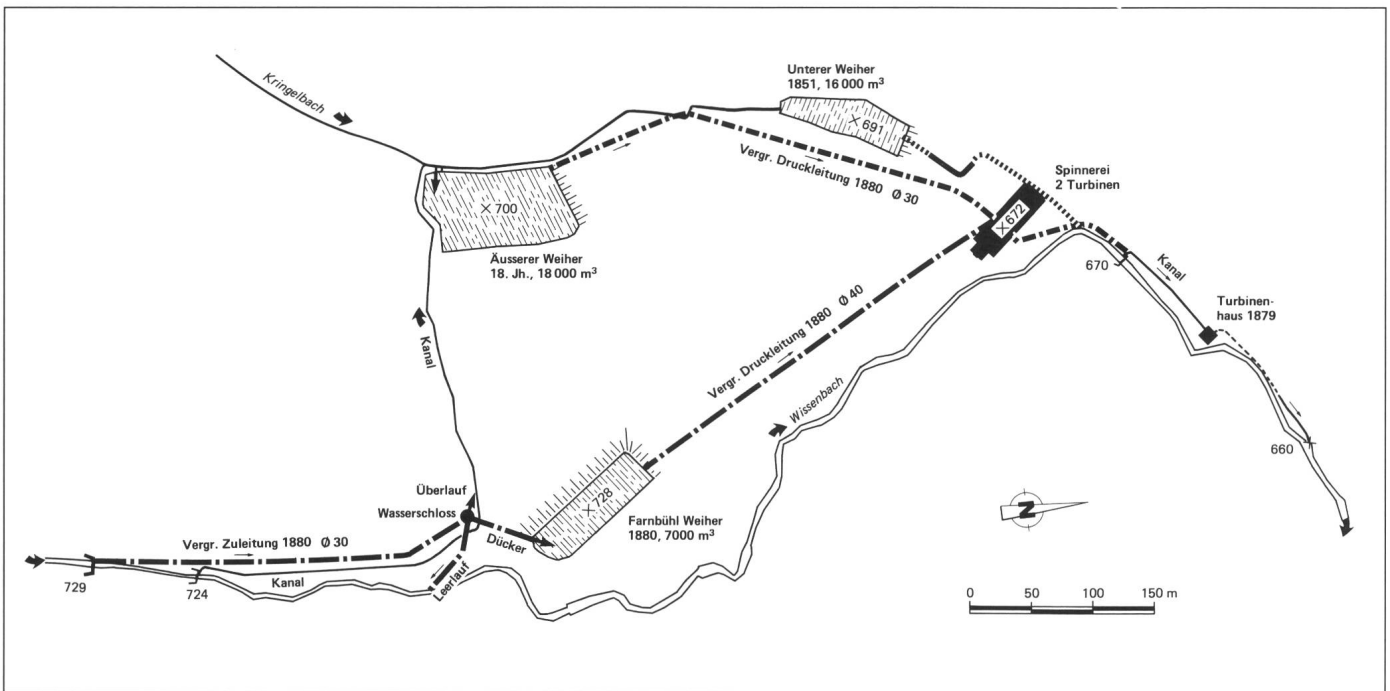 Kringelbach
Unterer Weiher
1851, 16 000 m³
× 691
Vergr. Druckleitung 1880 Ø 30
Spinnerei
2 Turbinen
× 672
× 700
Äusserer Weiher
18. Jh., 18 000 m³
670
Kanal
Turbinen-
haus 1879
Kanal
Vergr. Druckleitung 1880 Ø 40
Wissenbach
660
Überlauf
Wasserschloss
× 728
Farnbühl Weiher
1880, 7000 m³
Dücker
Vergr. Zuleitung 1880 Ø 30
Kanal
Leerlauf
729
724
N
0 50 100 150 m